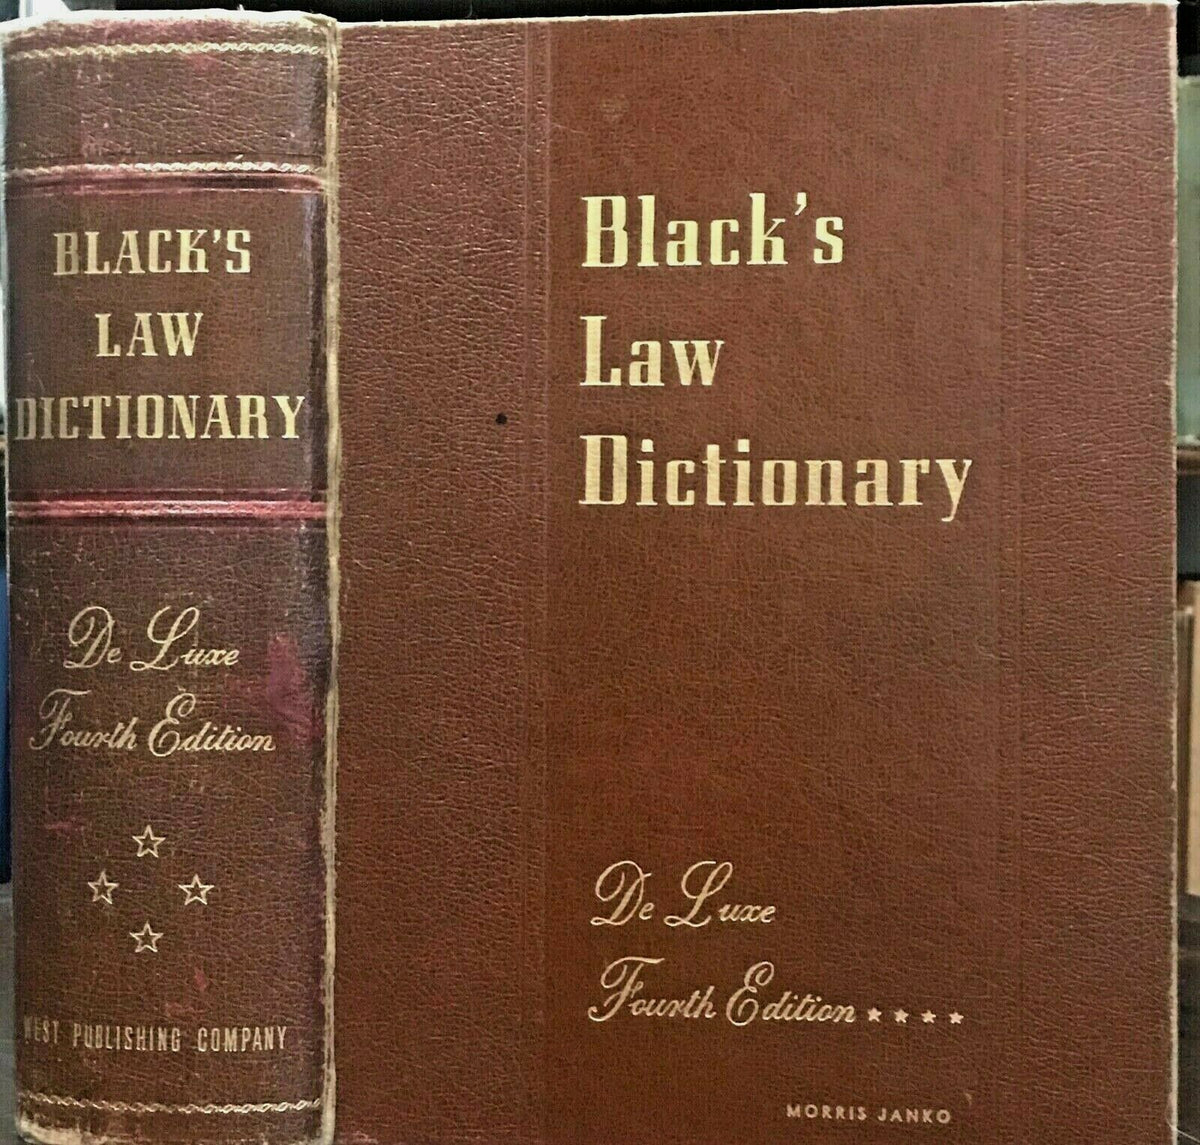 BLACK'S
LAW
DICTIONARY
De Luxe
Fourth Edition
WEST PUBLISHING COMPANY
Black's
Law
Dictionary
De Luxe
Fourth Edition ★★★★
MORRIS JANKO